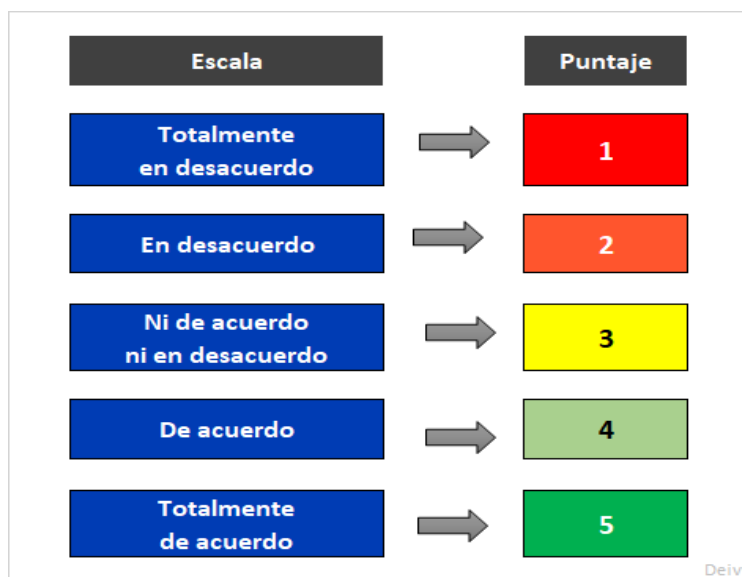 Escala
Puntaje
Totalmente
en desacuerdo
1
En desacuerdo
2
Ni de acuerdo
ni en desacuerdo
3
De acuerdo
4
Totalmente
de acuerdo
5
Deiv